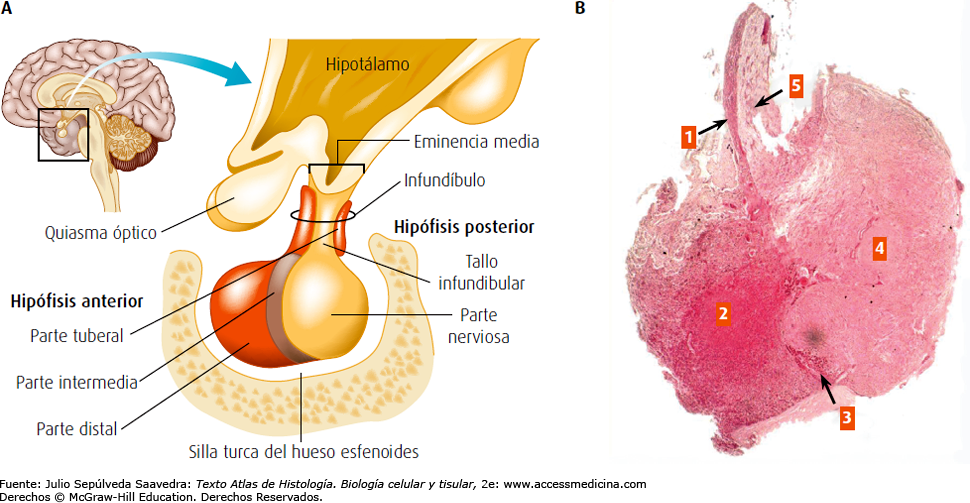 A
B
Hipotálamo
Eminencia media
Infundíbulo
Quiasma óptico
Hipófisis posterior
Tallo
infundibular
Hipófisis anterior
Parte tuberal
Parte
nerviosa
Parte intermedia
Parte distal
Silla turca del hueso esfenoides
5
1
4
2
3
Fuente: Julio Sepúlveda Saavedra: Texto Atlas de Histología. Biología celular y tisular, 2e: www.accessmedicina.com
Derechos © McGraw-Hill Education. Derechos Reservados.